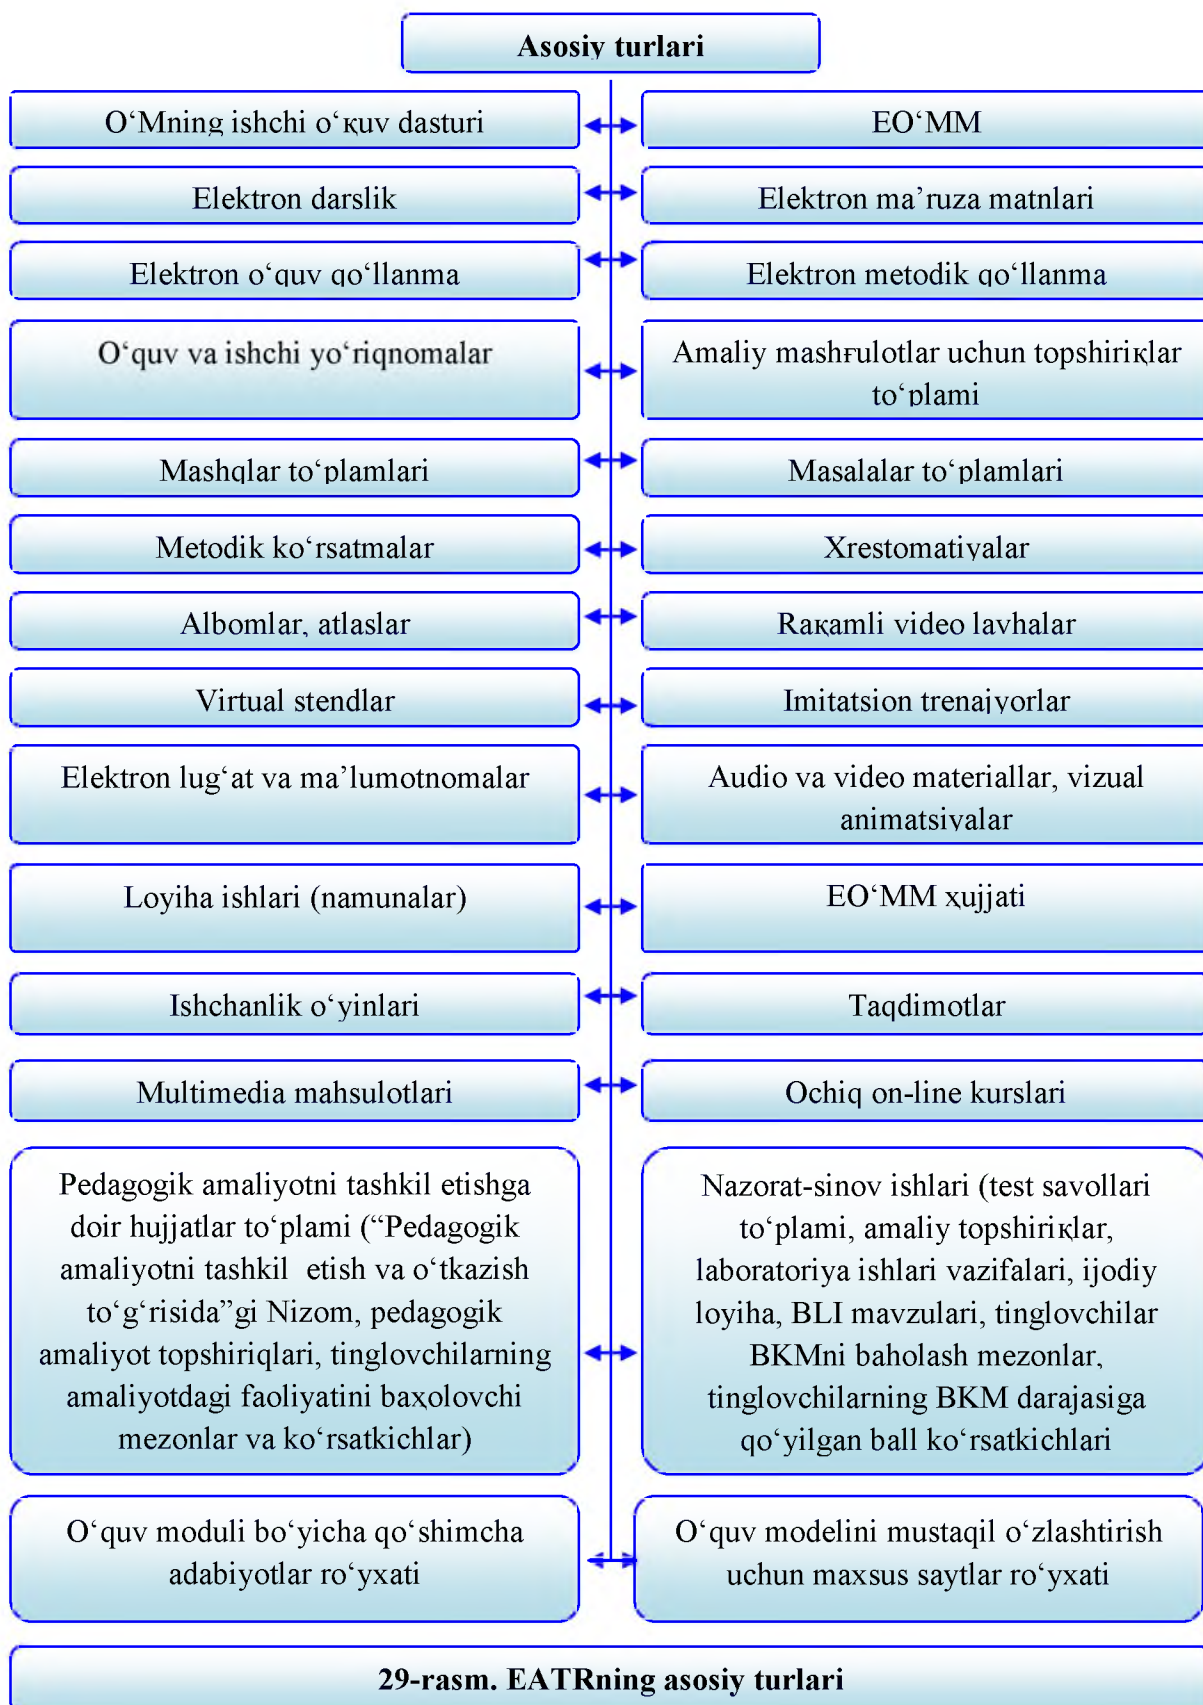 Asosiy turlari
O‘Mning ishchi o‘қuv dasturi
EO‘MM
Elektron darslik
Elektron ma’ruza matnlari
Elektron o‘quv qo‘llanma
Elektron metodik qo‘llanma
O‘quv va ishchi yo‘riqnomalar
Amaliy mashғulotlar uchun topshiriқlar
to‘plami
Mashqlar to‘plamlari
Masalalar to‘plamlari
Metodik ko‘rsatmalar
Xrestomatiyalar
Albomlar, atlaslar
Raқamli video lavhalar
Virtual stendlar
Imitatsion trenajyorlar
Elektron lug‘at va ma’lumotnomalar
Audio va video materiallar, vizual
animatsiyalar
Loyiha ishlari (namunalar)
EO‘MM ҳujjati
Ishchanlik o‘yinlari
Taqdimotlar
Multimedia mahsulotlari
Ochiq on-line kurslari
Pedagogik amaliyotni tashkil etishga
doir hujjatlar to‘plami (“Pedagogik
amaliyotni tashkil etish va o‘tkazish
to‘g‘risida”gi Nizom, pedagogik
amaliyot topshiriqlari, tinglovchilarning
amaliyotdagi faoliyatini baҳolovchi
mezonlar va ko‘rsatkichlar)
Nazorat-sinov ishlari (test savollari
to‘plami, amaliy topshiriқlar,
laboratoriya ishlari vazifalari, ijodiy
loyiha, BLI mavzulari, tinglovchilar
BKMni baholash mezonlar,
tinglovchilarning BKM darajasiga
qo‘yilgan ball ko‘rsatkichlari
O‘quv moduli bo‘yicha qo‘shimcha
adabiyotlar ro‘yxati
O‘quv modelini mustaqil o‘zlashtirish
uchun maxsus saytlar ro‘yxati
29-rasm. EATRning asosiy turlari